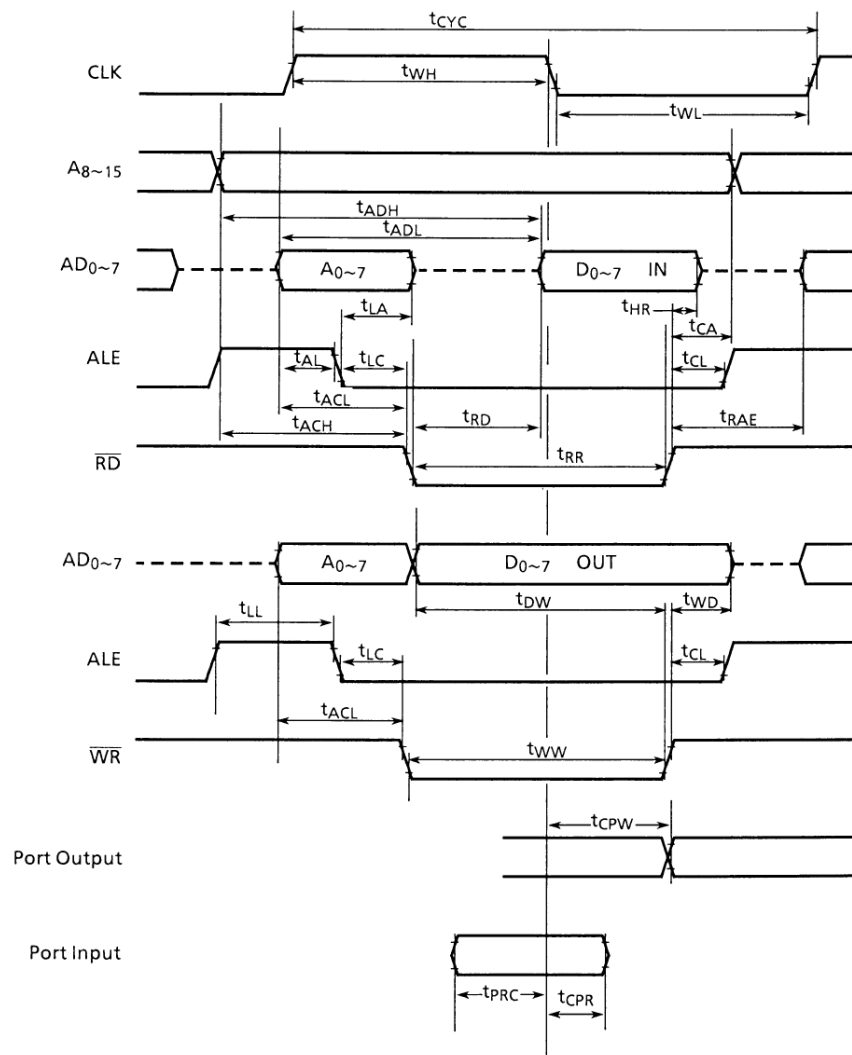 tCYC
CLK
tWH
tWL
A8~15
tADH
tADL
AD0~7
A0~7
D0~7 IN
tLA
tHR
tCA
ALE
tAL
tLC
tCL
tACL
tACH
tRD
tRAE
RD
tRR
AD0~7
A0~7
D0~7 OUT
tDW
tWD
tLL
ALE
tLC
tCL
tACL
WR
tWW
tCPW
Port Output
Port Input
tPRC
tCPR